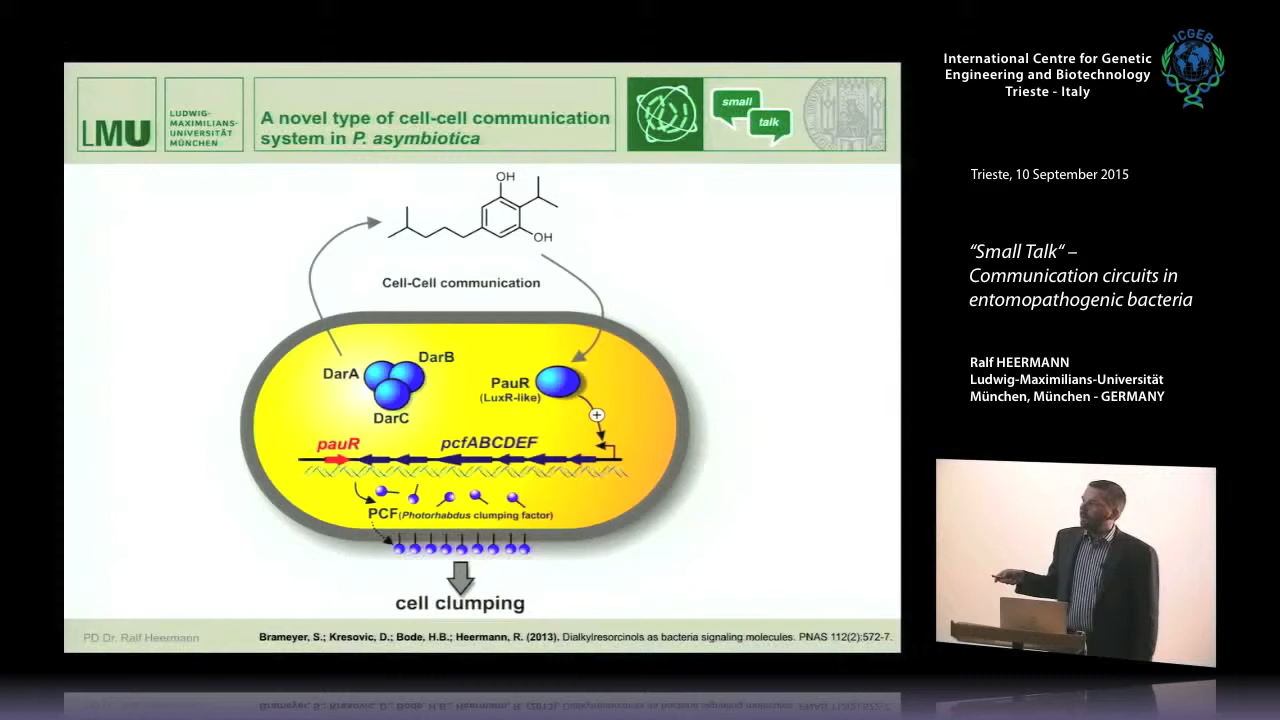 LMU
LUDWIG-
MAXIMILIANS-
UNIVERSITÄT
MÜNCHEN
A novel type of cell-cell communication
system in P. asymbiotica
small
talk
OH
OH
Cell-Cell communication
DarB
DarA
DarC
PauR
(LuxR-like)
+
pauR
pcfABCDEF
PCF (Photorhabdus clumping factor)
cell clumping
PD Dr. Ralf Heermann
Brameyer, S.; Kresovic, D.; Bode, H.B.; Heermann, R. (2013). Dialkylresorcinols as bacteria signaling molecules. PNAS 112(2):572-7.
ICGEB
International Centre for Genetic
Engineering and Biotechnology
Trieste - Italy
Trieste, 10 September 2015
“Small Talk“ –
Communication circuits in
entomopathogenic bacteria
Ralf HEERMANN
Ludwig-Maximilians-Universität
München, München - GERMANY